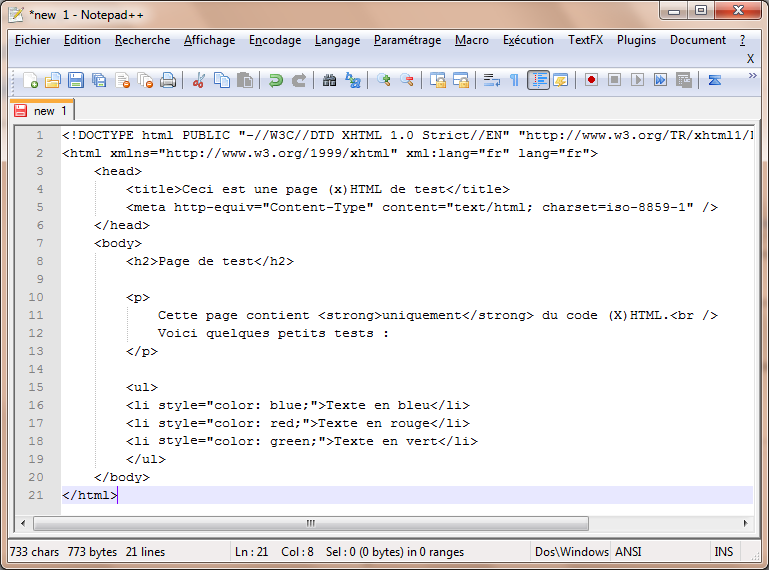 *new  1 - Notepad++
Fichier Edition Recherche Affichage Encodage Langage Paramétrage Macro Exécution TextFX Plugins Document ?
X
new  1
1 <!DOCTYPE html PUBLIC "-//W3C//DTD XHTML 1.0 Strict//EN" "http://www.w3.org/TR/xhtml1/
2 <html xmlns="http://www.w3.org/1999/xhtml" xml:lang="fr" lang="fr">
3     <head>
4         <title>Ceci est une page (x)HTML de test</title>
5         <meta http-equiv="Content-Type" content="text/html; charset=iso-8859-1" />
6     </head>
7     <body>
8         <h2>Page de test</h2>
9
10         <p>
11             Cette page contient <strong>uniquement</strong> du code (X)HTML.<br />
12             Voici quelques petits tests :
13         </p>
14
15         <ul>
16         <li style="color: blue;">Texte en bleu</li>
17         <li style="color: red;">Texte en rouge</li>
18         <li style="color: green;">Texte en vert</li>
19         </ul>
20     </body>
21 </html>
733 chars  773 bytes  21 lines Ln : 21    Col : 8    Sel : 0 (0 bytes) in 0 ranges Dos\Windows ANSI INS